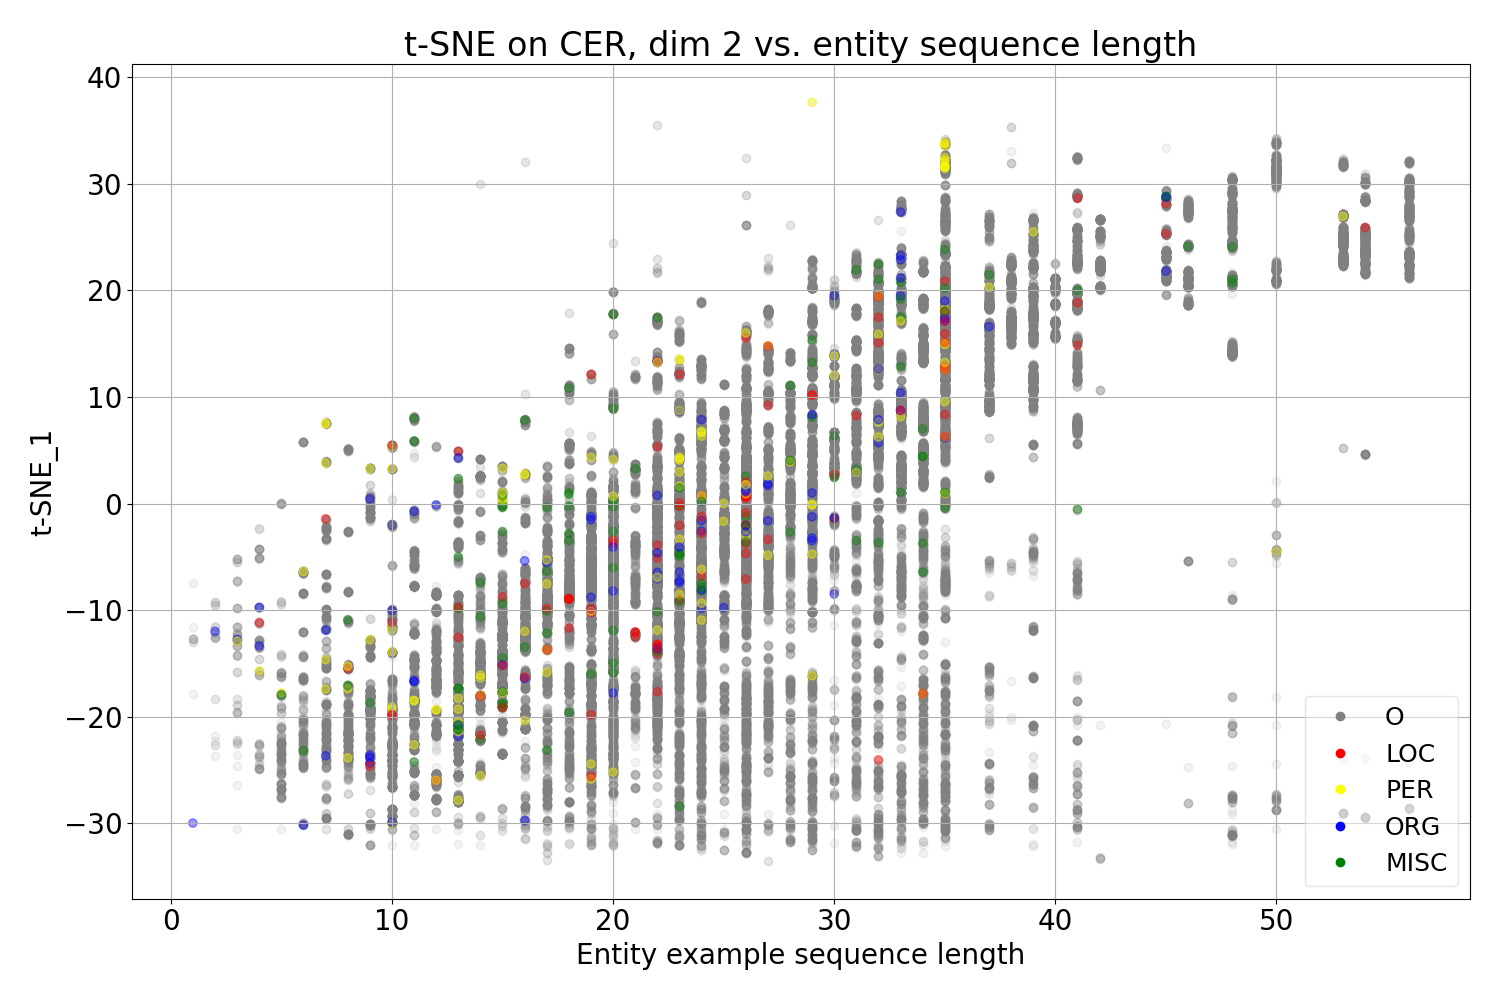 t-SNE on CER, dim 2 vs. entity sequence length
40
30
20
10
0
−10
−20
−30
t-SNE_1
0 10 20 30 40 50
Entity example sequence length
O
LOC
PER
ORG
MISC